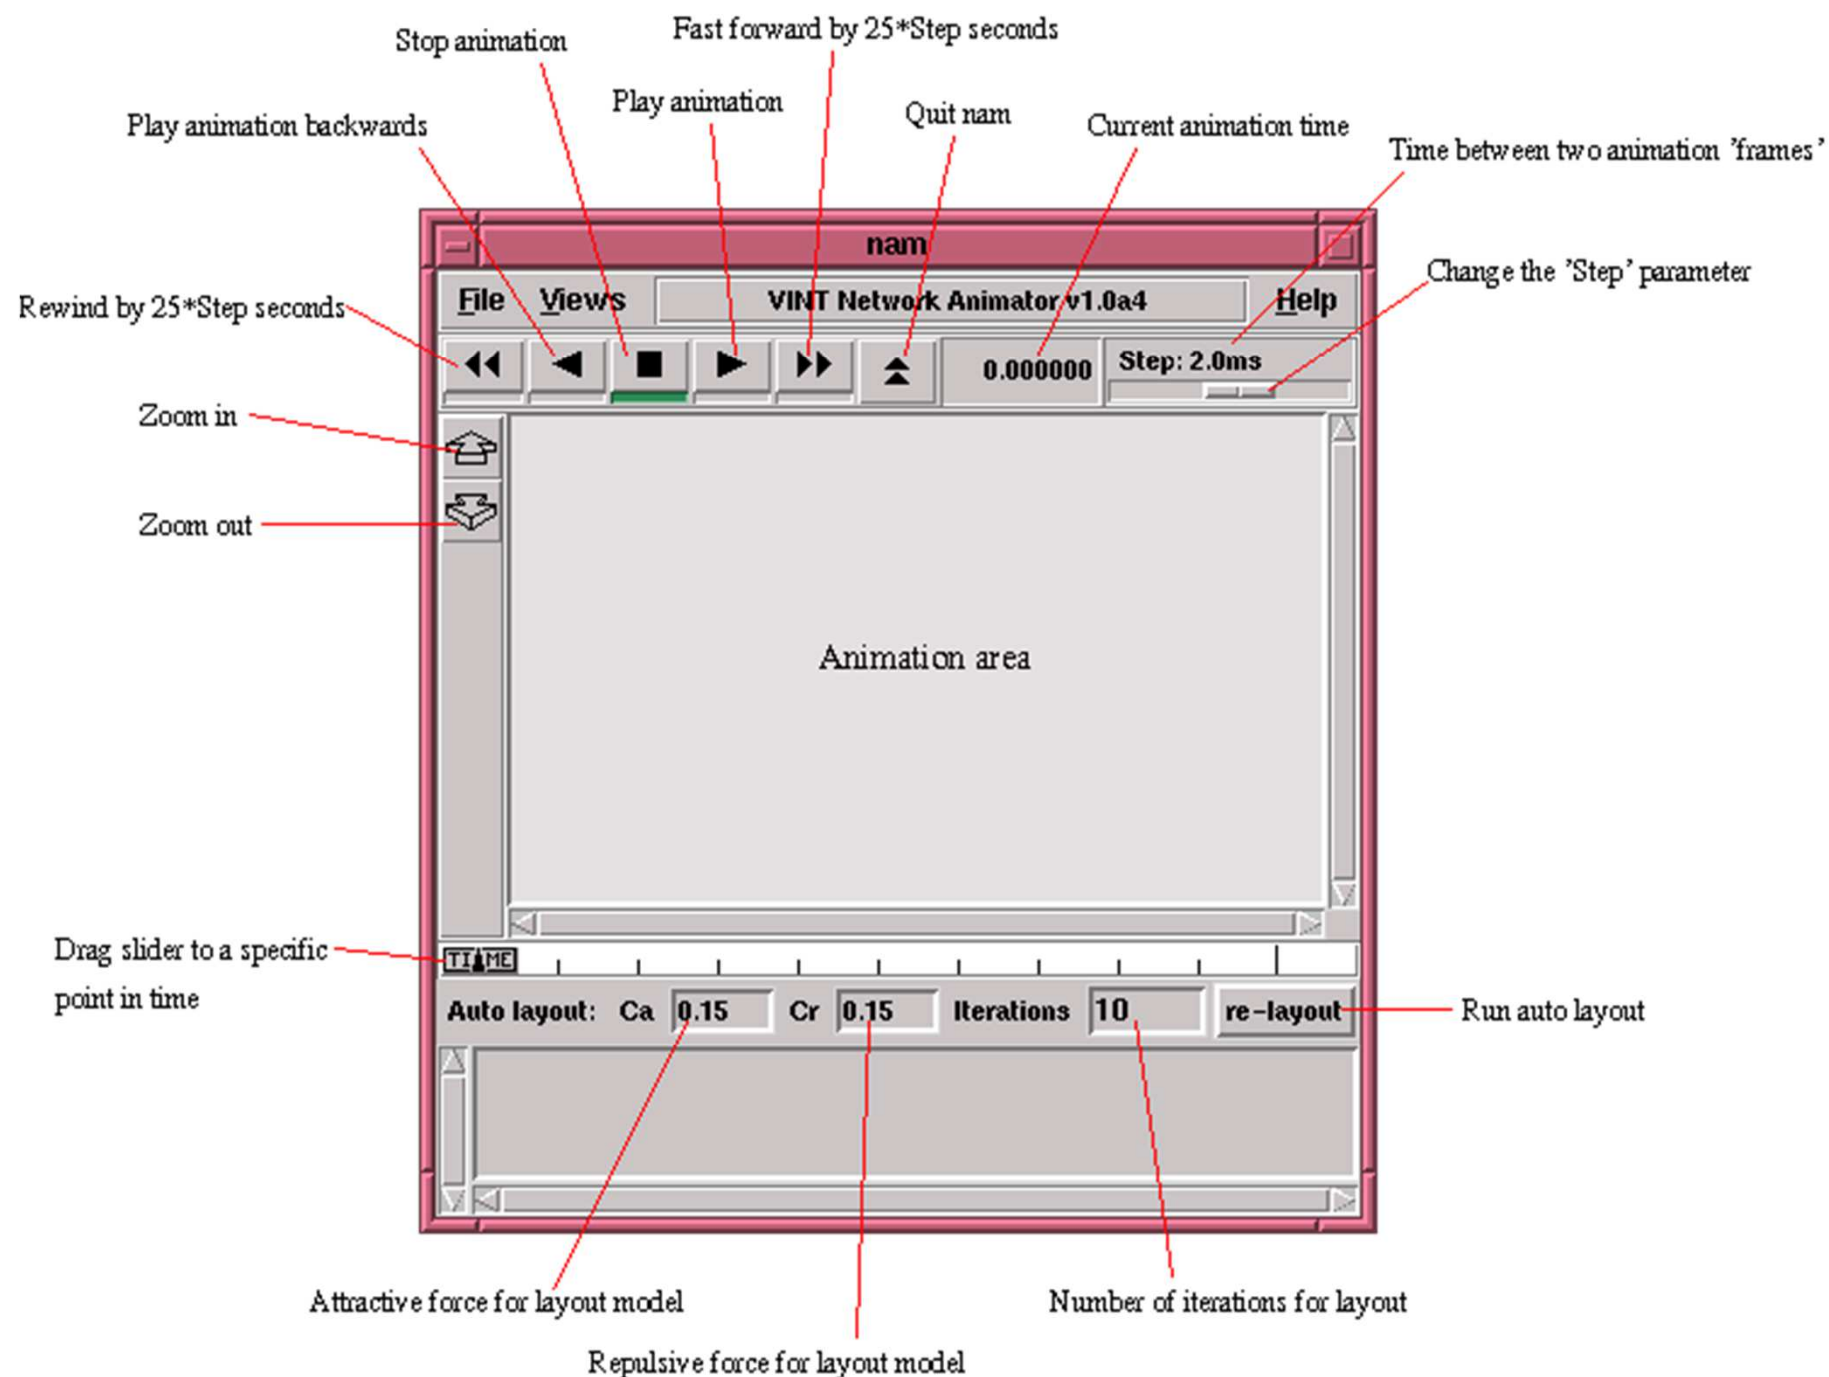 Fast forward by 25*Step seconds
Stop animation
Play animation
Quit nam
Play animation backwards
Current animation time
Time between two animation ’frames’
nam
Change the ’Step’ parameter
File Views VINT Network Animator v1.0a4 Help
Rewind by 25*Step seconds
0.000000
Step: 2.0ms
Zoom in
Zoom out
Animation area
Drag slider to a specific
point in time
TIME
Auto layout: Ca 0.15 Cr 0.15 Iterations 10 re-layout
Run auto layout
Attractive force for layout model
Number of iterations for layout
Repulsive force for layout model